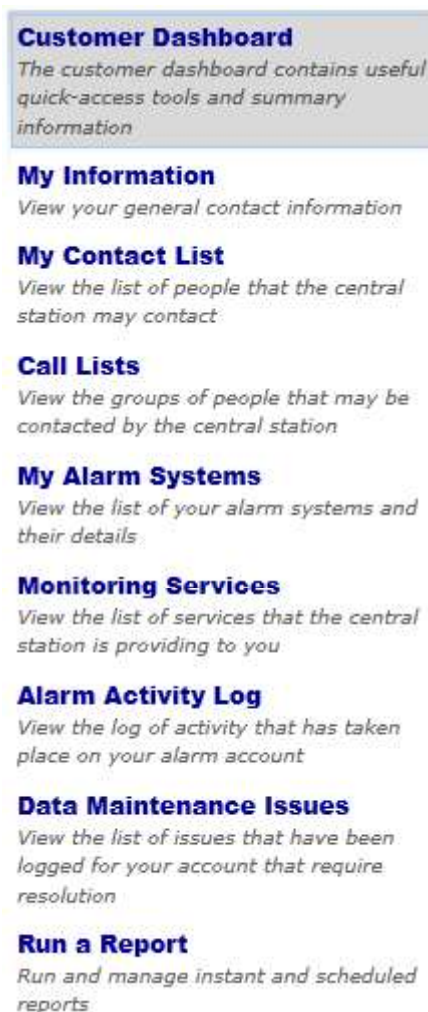 Customer Dashboard
The customer dashboard contains useful
quick-access tools and summary
information
My Information
View your general contact information
My Contact List
View the list of people that the central
station may contact
Call Lists
View the groups of people that may be
contacted by the central station
My Alarm Systems
View the list of your alarm systems and
their details
Monitoring Services
View the list of services that the central
station is providing to you
Alarm Activity Log
View the log of activity that has taken
place on your alarm account
Data Maintenance Issues
View the list of issues that have been
logged for your account that require
resolution
Run a Report
Run and manage instant and scheduled
reports